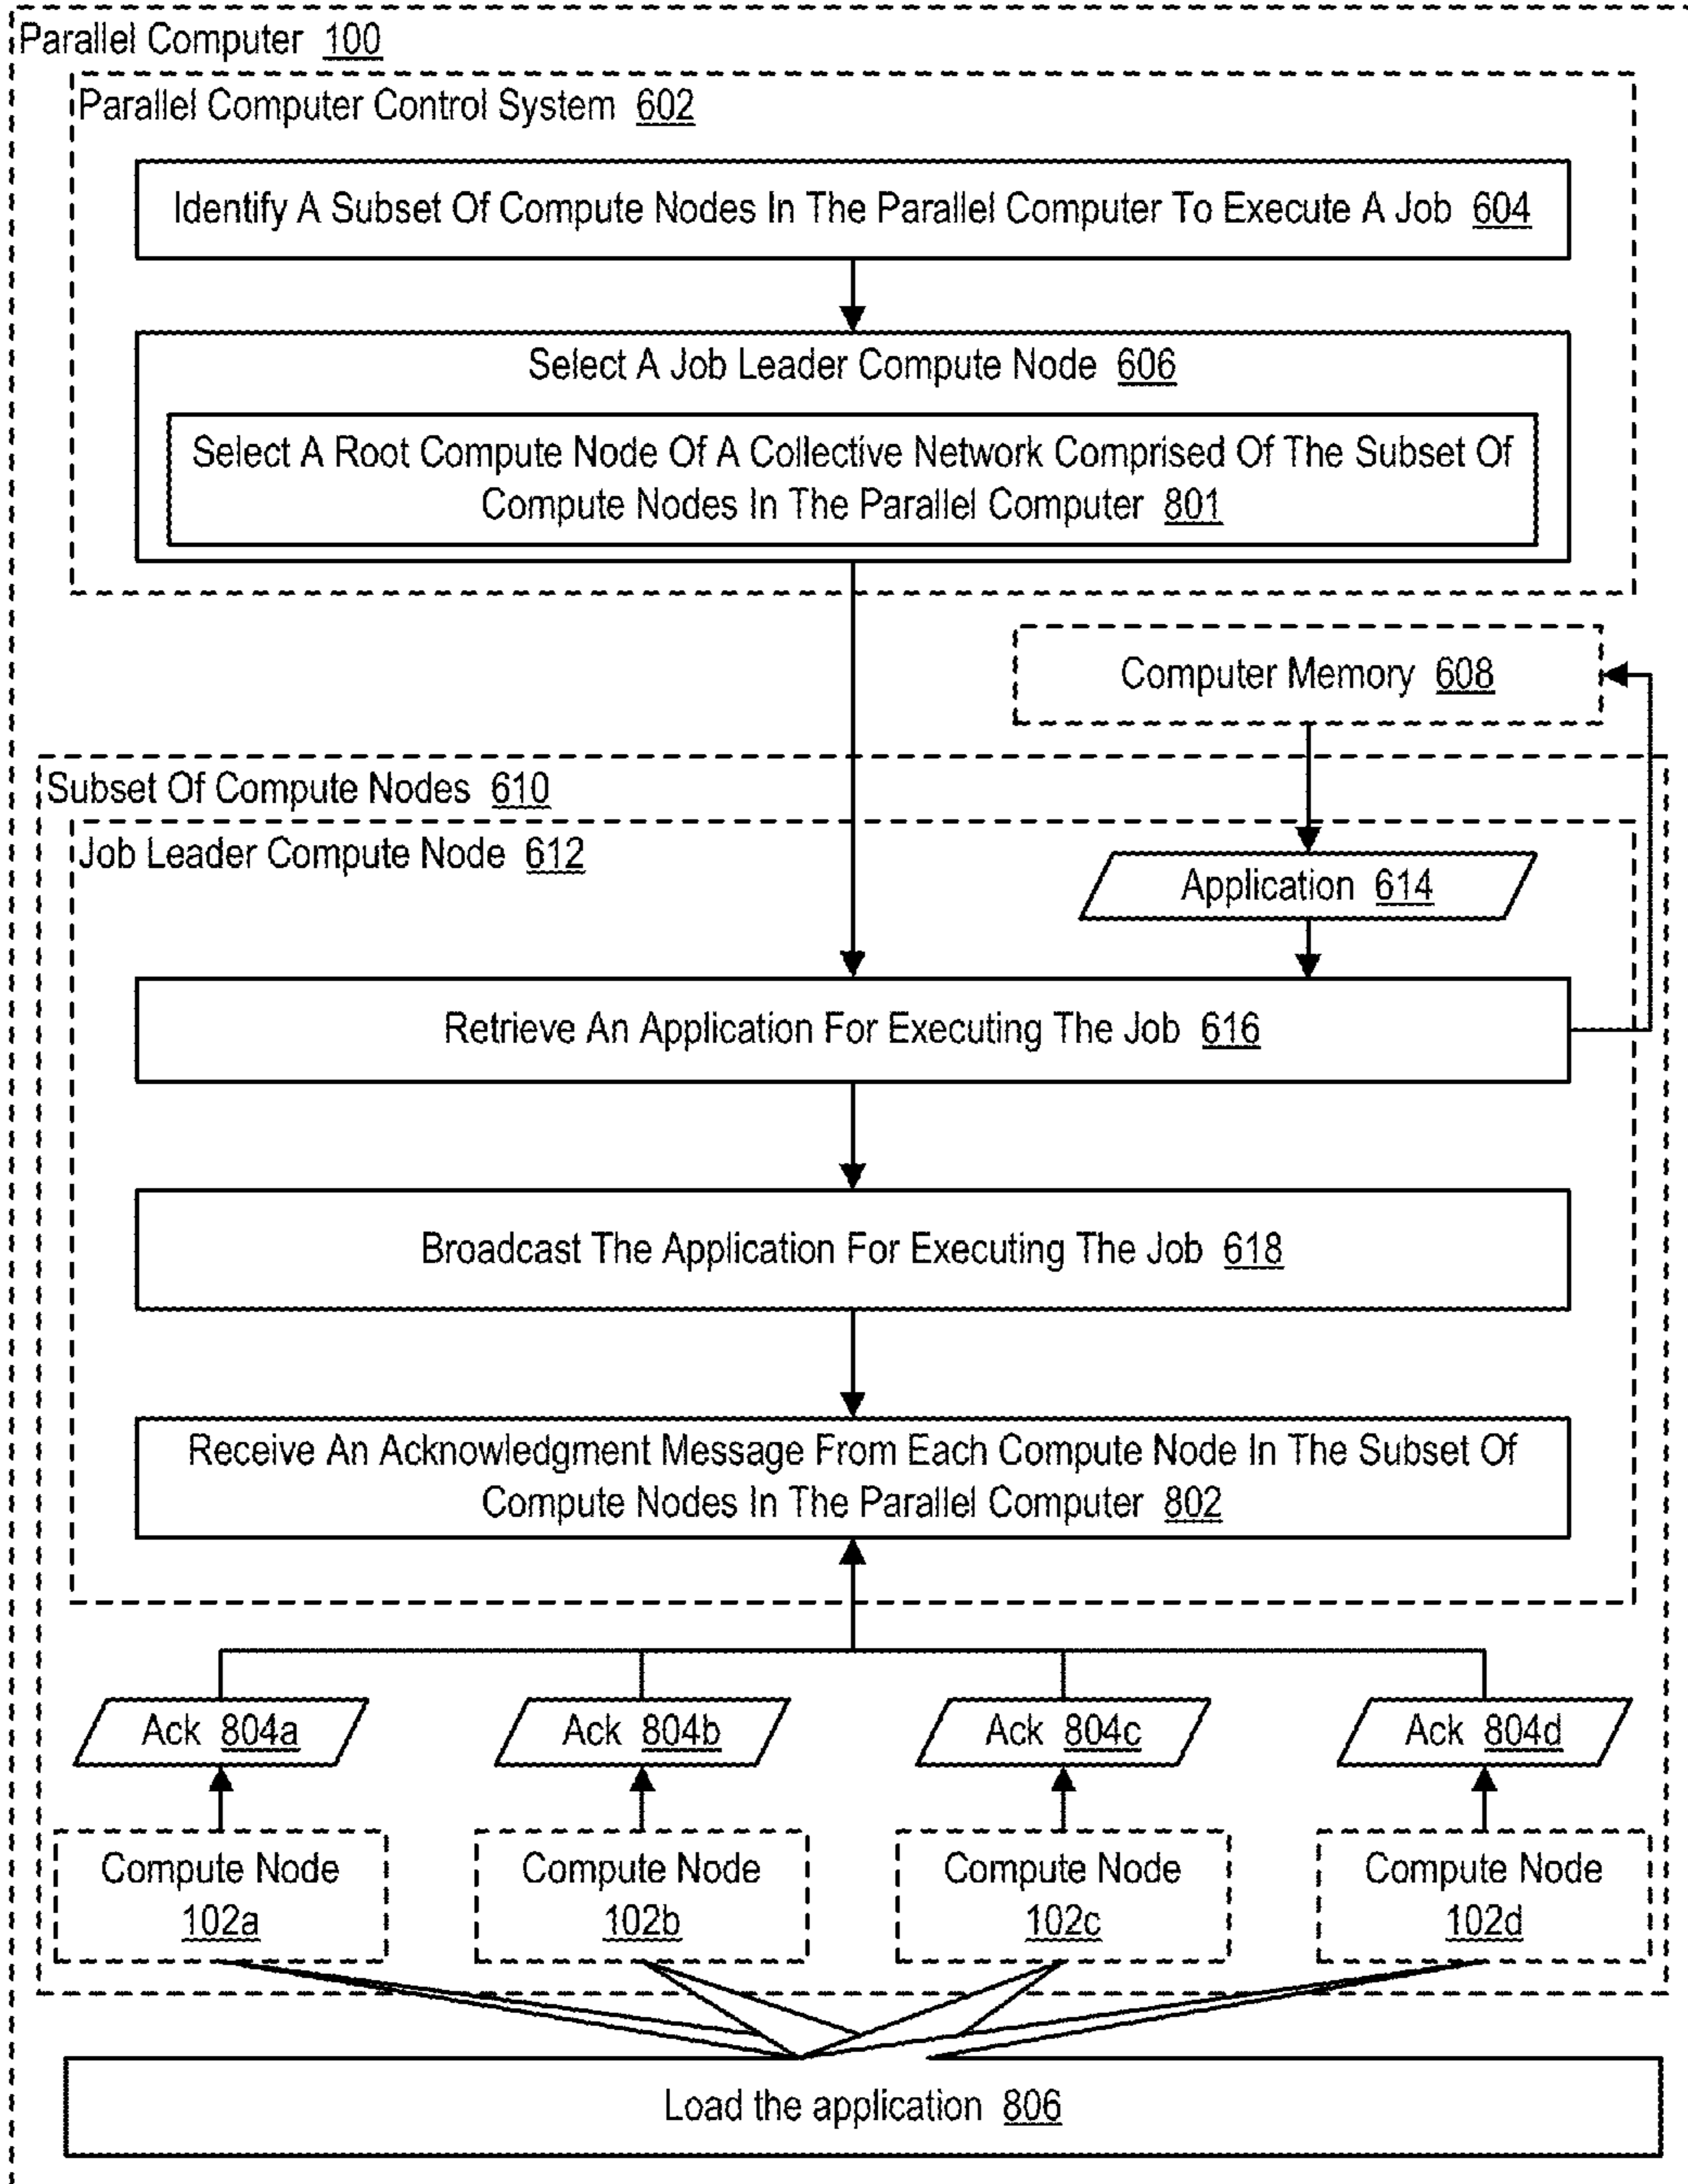 Parallel Computer 100
Parallel Computer Control System 602
Identify A Subset Of Compute Nodes In The Parallel Computer To Execute A Job 604
Select A Job Leader Compute Node 606
Select A Root Compute Node Of A Collective Network Comprised Of The Subset Of
Compute Nodes In The Parallel Computer 801
Computer Memory 608
Subset Of Compute Nodes 610
Job Leader Compute Node 612
Application 614
Retrieve An Application For Executing The Job 616
Broadcast The Application For Executing The Job 618
Receive An Acknowledgment Message From Each Compute Node In The Subset Of
Compute Nodes In The Parallel Computer 802
Ack 804a
Ack 804b
Ack 804c
Ack 804d
Compute Node
102a
Compute Node
102b
Compute Node
102c
Compute Node
102d
Load the application 806